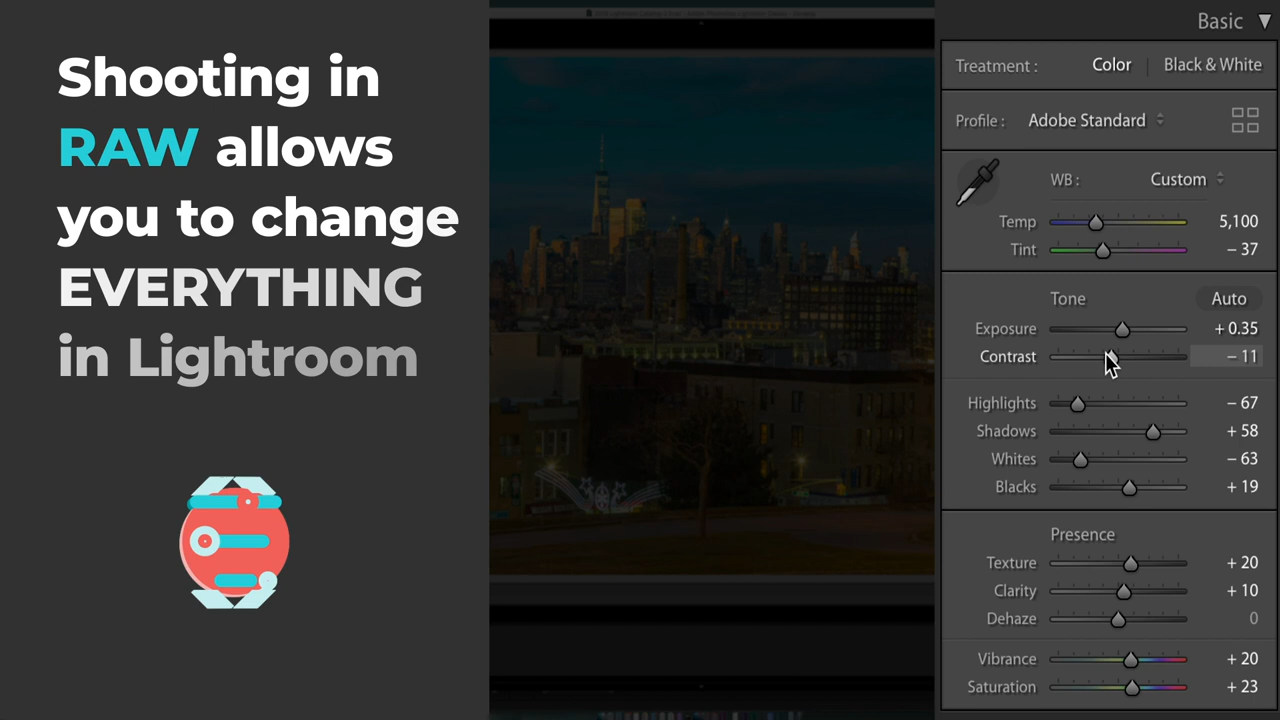 Shooting in
RAW allows
you to change
EVERYTHING
in Lightroom
Basic
Treatment : Color Black & White
Profile : Adobe Standard
WB : Custom
Temp 5,100
Tint − 37
Tone Auto
Exposure + 0.35
Contrast − 11
Highlights − 67
Shadows + 58
Whites − 63
Blacks + 19
Presence
Texture + 20
Clarity + 10
Dehaze 0
Vibrance + 20
Saturation + 23